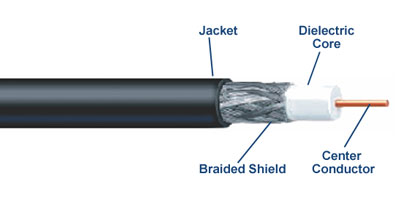 Jacket
Dielectric
Core
Braided Shield
Center
Conductor